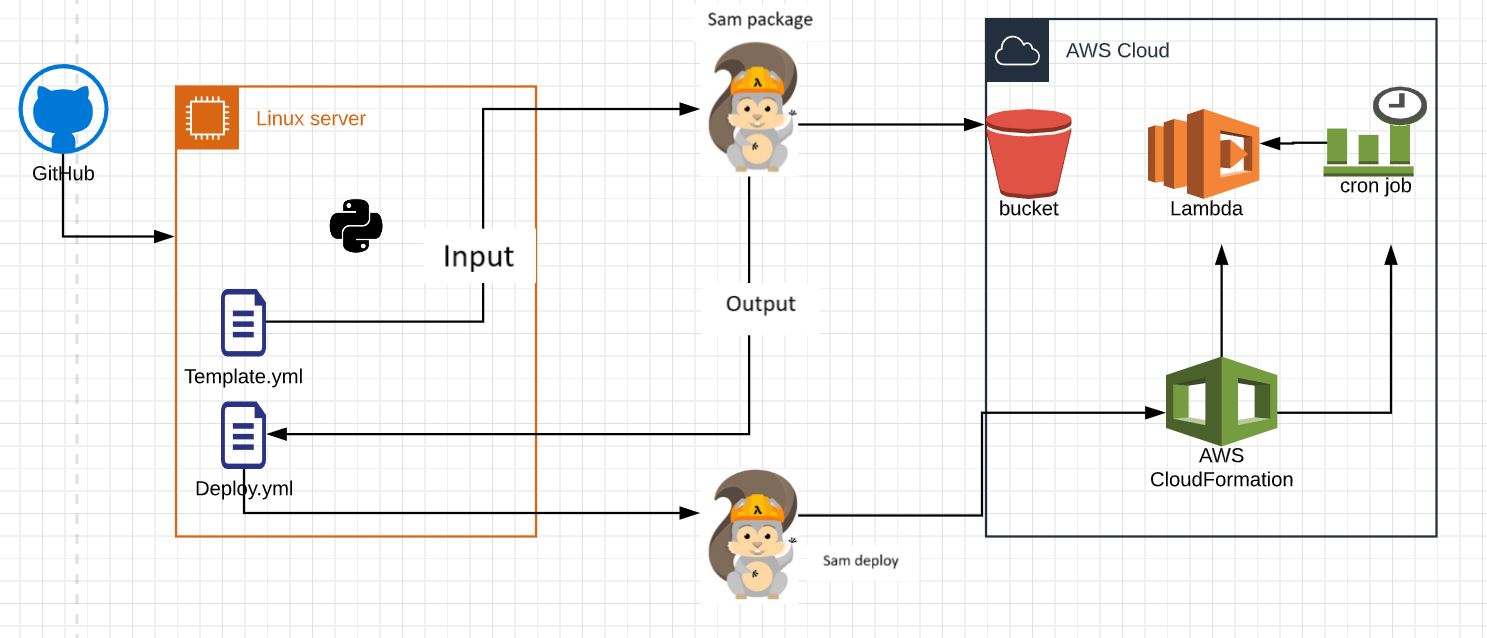 Sam package
AWS Cloud
Linux server
GitHub
cron job
bucket
Lambda
Input
Output
Template.yml
AWS
CloudFormation
Deploy.yml
Sam deploy